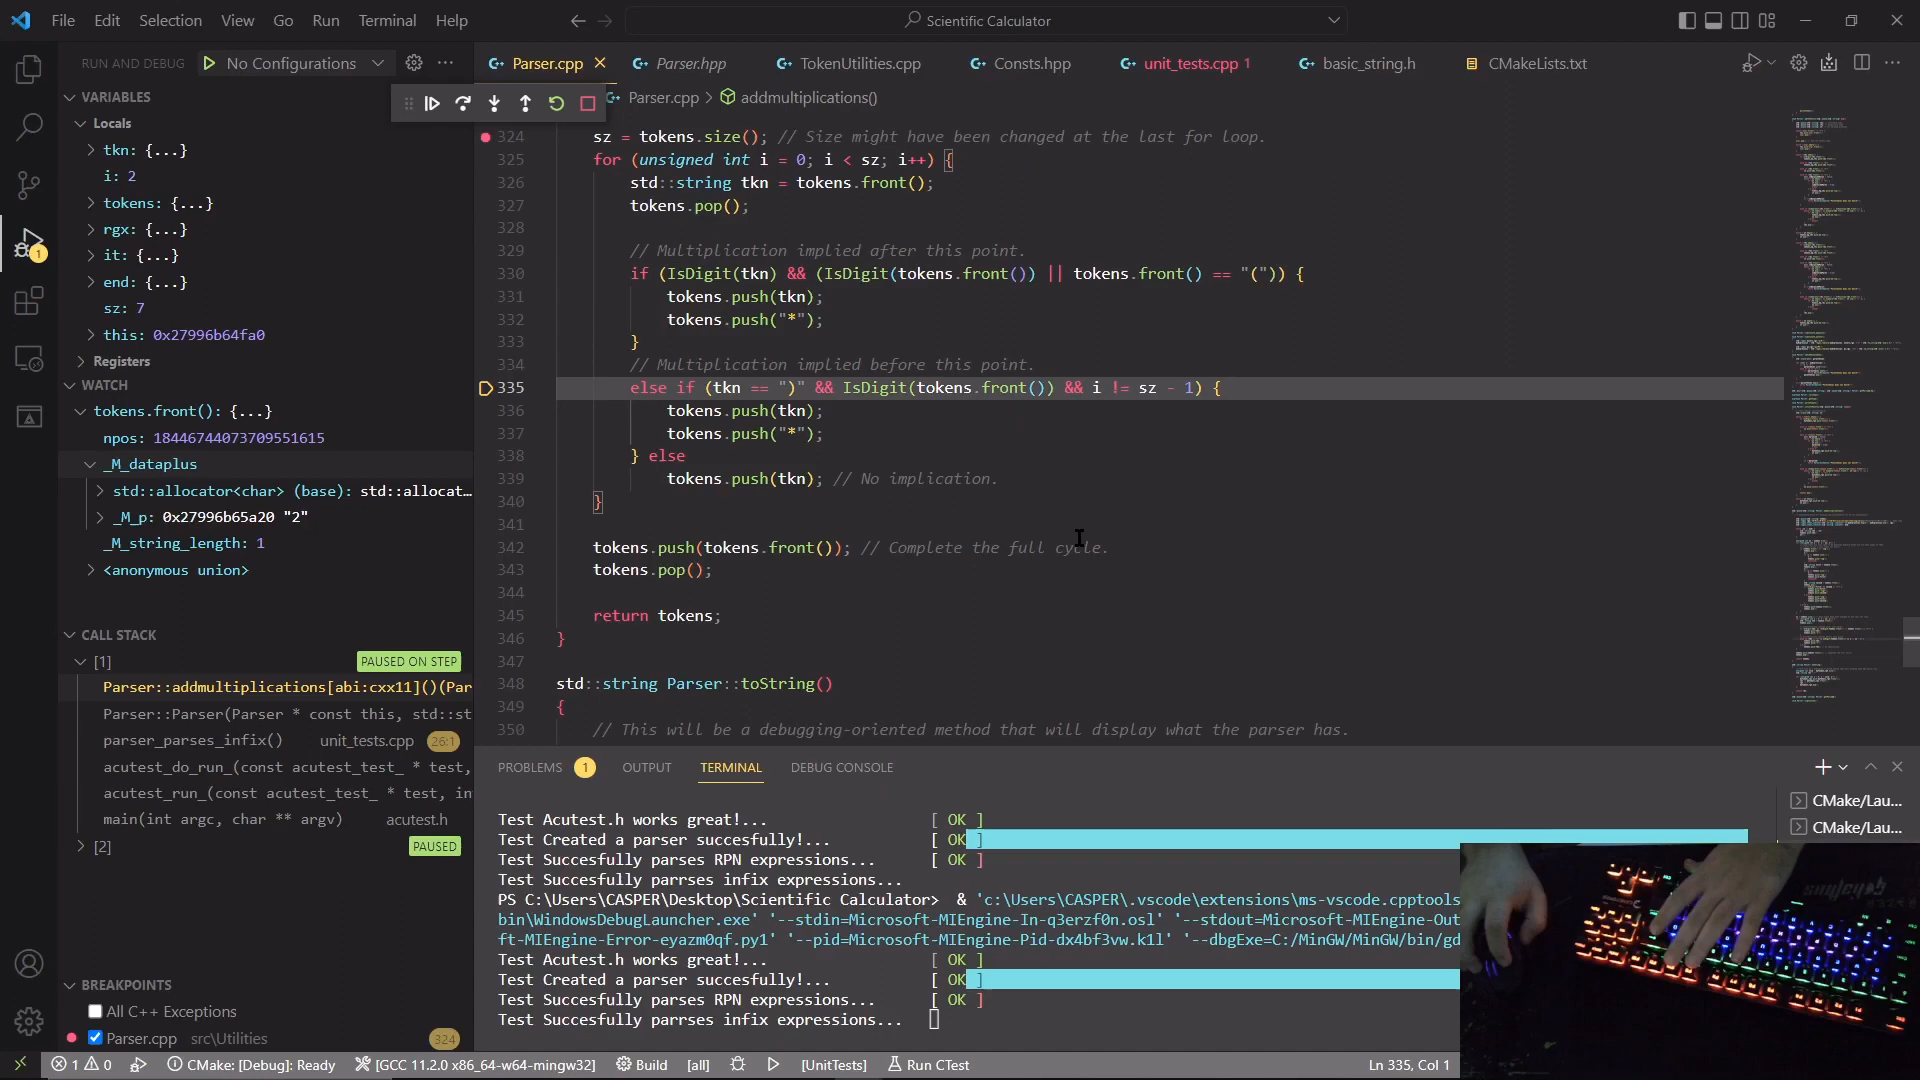 File Edit Selection View Go Run Terminal Help
Scientific Calculator
RUN AND DEBUG No Configurations
Parser.cpp Parser.hpp TokenUtilities.cpp Consts.hpp unit_tests.cpp 1 basic_string.h CMakeLists.txt
Parser.cpp > addmultiplications()
VARIABLES
Locals
tkn: {...}
i: 2
tokens: {...}
rgx: {...}
it: {...}
end: {...}
sz: 7
this: 0x27996b64fa0
Registers
WATCH
tokens.front(): {...}
npos: 18446744073709551615
_M_dataplus
std::allocator<char> (base): std::allocat...
_M_p: 0x27996b65a20 "2"
_M_string_length: 1
<anonymous union>
CALL STACK
[1] PAUSED ON STEP
Parser::addmultiplications[abi:cxx11]()(Par
Parser::Parser(Parser * const this, std::st
parser_parses_infix() unit_tests.cpp 26:1
acutest_do_run_(const acutest_test_ * test,
acutest_run_(const acutest_test_ * test, in
main(int argc, char ** argv) acutest.h
[2] PAUSED
BREAKPOINTS
All C++ Exceptions
Parser.cpp src\Utilities 324
324 sz = tokens.size(); // Size might have been changed at the last for loop.
325 for (unsigned int i = 0; i < sz; i++) {
326 std::string tkn = tokens.front();
327 tokens.pop();
328
329 // Multiplication implied after this point.
330 if (IsDigit(tkn) && (IsDigit(tokens.front()) || tokens.front() == "(")) {
331 tokens.push(tkn);
332 tokens.push("*");
333 }
334 // Multiplication implied before this point.
335 else if (tkn == ")" && IsDigit(tokens.front()) && i != sz - 1) {
336 tokens.push(tkn);
337 tokens.push("*");
338 } else
339 tokens.push(tkn); // No implication.
340 }
341
342 tokens.push(tokens.front()); // Complete the full cycle.
343 tokens.pop();
344
345 return tokens;
346 }
347
348 std::string Parser::toString()
349 {
350 // This will be a debugging-oriented method that will display what the parser has.
PROBLEMS 1 OUTPUT TERMINAL DEBUG CONSOLE
CMake/Lau...
CMake/Lau...
Test Acutest.h works great!... [ OK ]
Test Created a parser succesfully!... [ OK ]
Test Succesfully parses RPN expressions... [ OK ]
Test Succesfully parrses infix expressions...
PS C:\Users\CASPER\Desktop\Scientific Calculator> & 'c:\Users\CASPER\.vscode\extensions\ms-vscode.cpptools
bin\WindowsDebugLauncher.exe' '--stdin=Microsoft-MIEngine-In-q3erzf0n.osl' '--stdout=Microsoft-MIEngine-Out
ft-MIEngine-Error-eyazm0qf.py1' '--pid=Microsoft-MIEngine-Pid-dx4bf3vw.k1l' '--dbgExe=C:/MinGW/MinGW/bin/gd
Test Acutest.h works great!... [ OK ]
Test Created a parser succesfully!... [ OK ]
Test Succesfully parses RPN expressions... [ OK ]
Test Succesfully parrses infix expressions...
1 0 CMake: [Debug]: Ready [GCC 11.2.0 x86_64-w64-mingw32] Build [all] [UnitTests] Run CTest Ln 335, Col 1